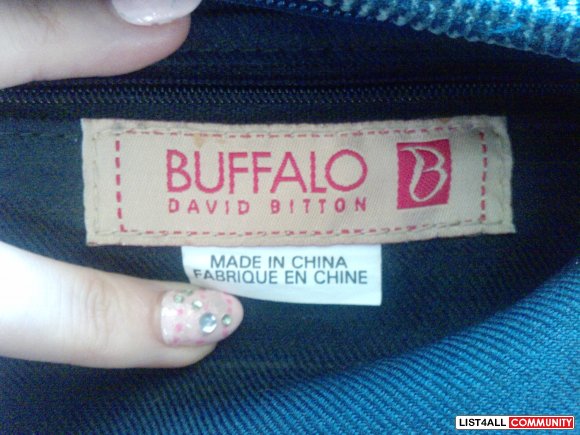 BUFFALO
DAVID BITTON
B
MADE IN CHINA
FABRIQUE EN CHINE
LIST4ALL COMMUNITY